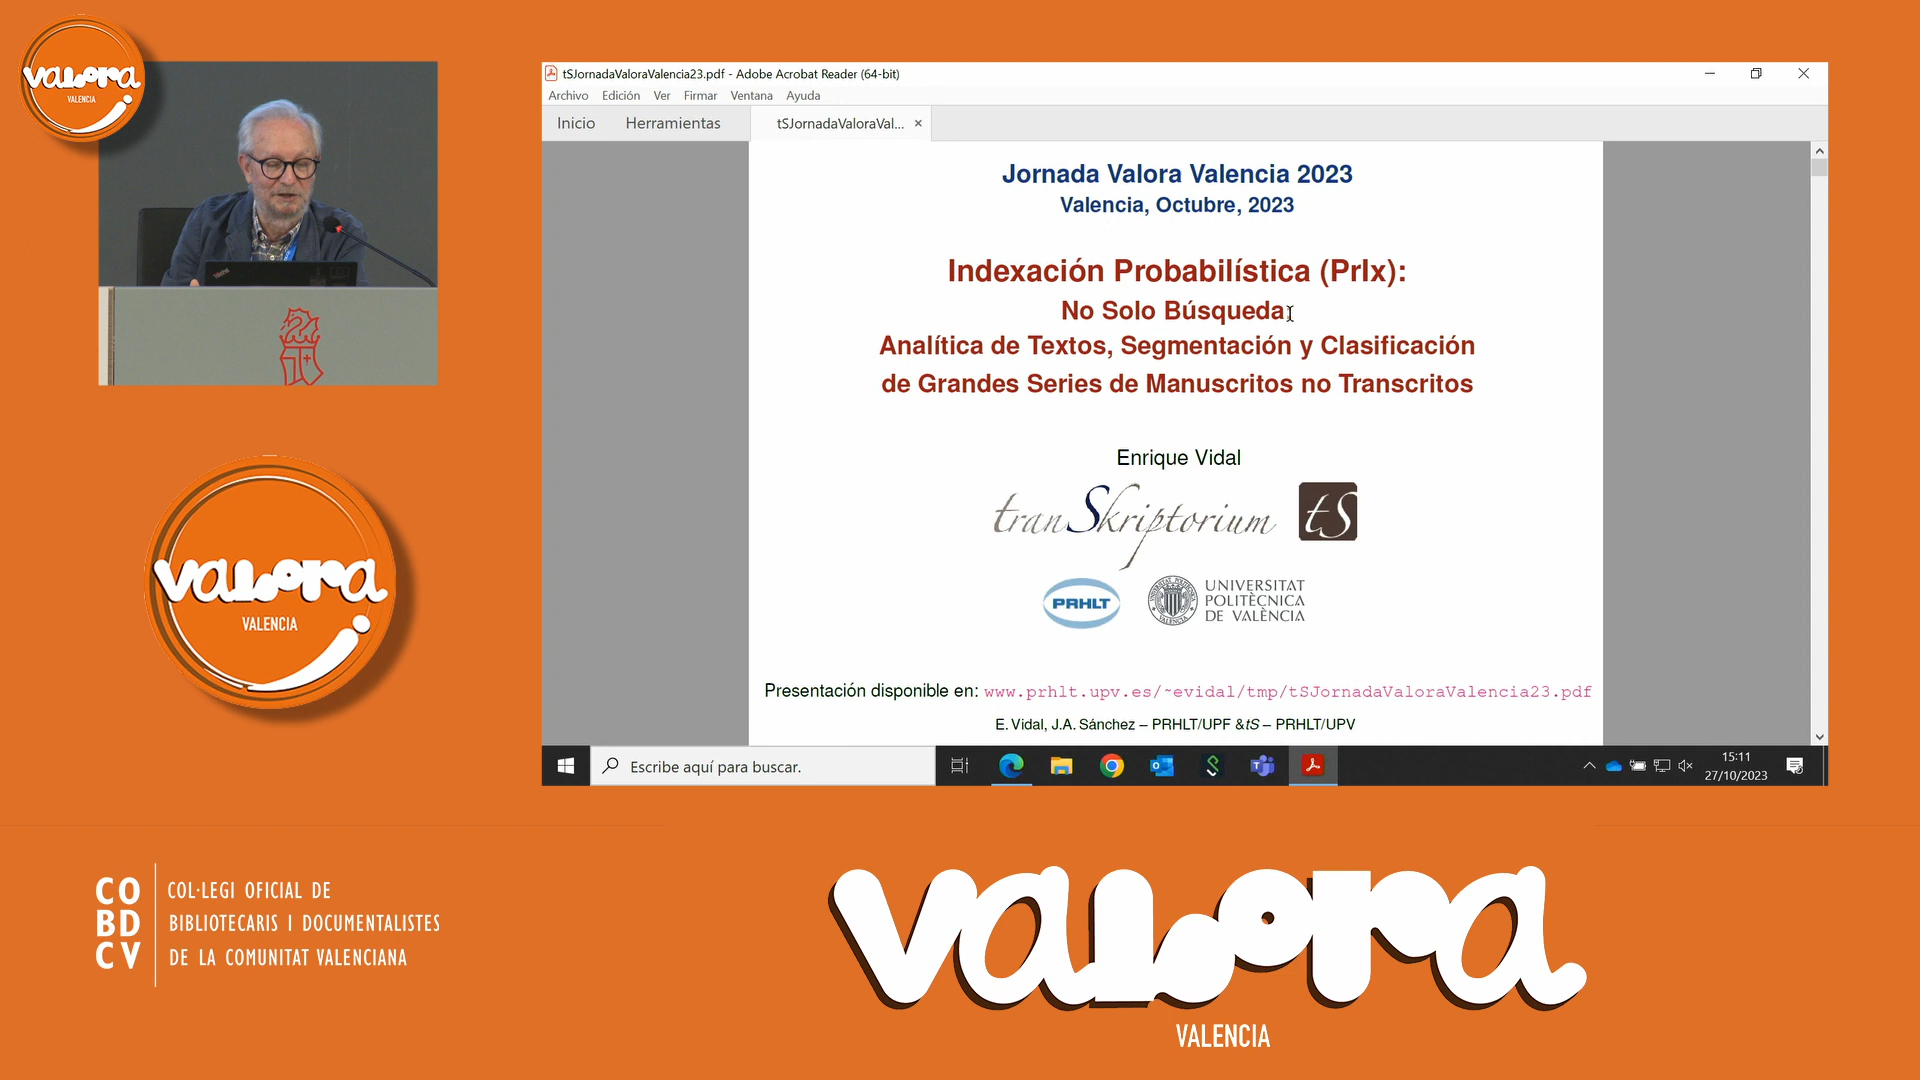 valora
VALENCIA
tSJornadaValoraValencia23.pdf - Adobe Acrobat Reader (64-bit)
Archivo Edición Ver Firmar Ventana Ayuda
Inicio Herramientas tSJornadaValoraVal... ×
Jornada Valora Valencia 2023
Valencia, Octubre, 2023
Indexación Probabilística (PrIx):
No Solo Búsqueda:
Analítica de Textos, Segmentación y Clasificación
de Grandes Series de Manuscritos no Transcritos
Enrique Vidal
tranSkriptorium tS
PRHLT
UNIVERSITAT
POLITÈCNICA
DE VALÈNCIA
Presentación disponible en: www.prhlt.upv.es/~evidal/tmp/tSJornadaValoraValencia23.pdf
E. Vidal, J.A. Sánchez – PRHLT/UPF &tS – PRHLT/UPV
Escribe aquí para buscar.
15:11
27/10/2023
valora
VALENCIA
CO
BD
CV
COL·LEGI OFICIAL DE
BIBLIOTECARIS I DOCUMENTALISTES
DE LA COMUNITAT VALENCIANA
valora
VALENCIA